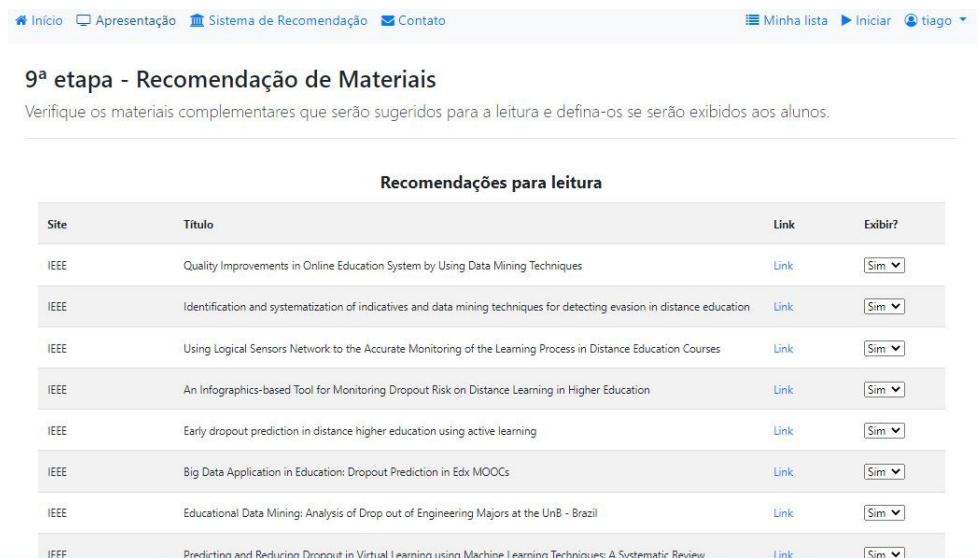 Início Apresentação Sistema de Recomendação Contato Minha lista Iniciar tiago
9ª etapa - Recomendação de Materiais
Verifique os materiais complementares que serão sugeridos para a leitura e defina-os se serão exibidos aos alunos.
Recomendações para leitura
Site Título Link Exibir?
IEEE Quality Improvements in Online Education System by Using Data Mining Techniques Link Sim
IEEE Identification and systematization of indicatives and data mining techniques for detecting evasion in distance education Link Sim
IEEE Using Logical Sensors Network to the Accurate Monitoring of the Learning Process in Distance Education Courses Link Sim
IEEE An Infographics-based Tool for Monitoring Dropout Risk on Distance Learning in Higher Education Link Sim
IEEE Early dropout prediction in distance higher education using active learning Link Sim
IEEE Big Data Application in Education: Dropout Prediction in Edx MOOCs Link Sim
IEEE Educational Data Mining: Analysis of Drop out of Engineering Majors at the UnB - Brazil Link Sim
IEEE Predicting and Reducing Dropout in Virtual Learning using Machine Learning Techniques: A Systematic Review Link Sim